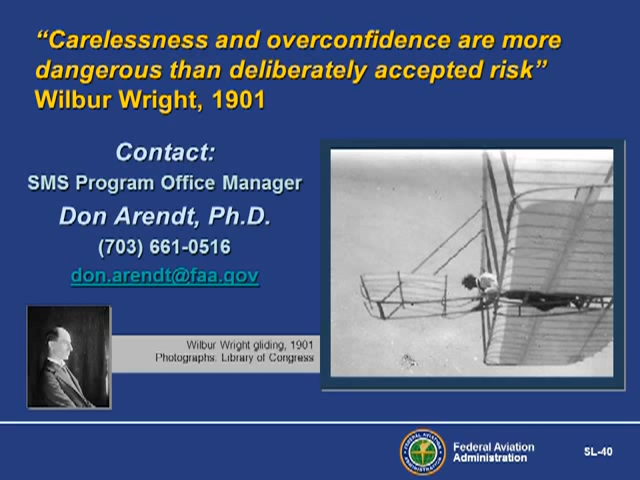 “Carelessness and overconfidence are more
dangerous than deliberately accepted risk”
Wilbur Wright, 1901
Contact:
SMS Program Office Manager
Don Arendt, Ph.D.
(703) 661-0516
don.arendt@faa.gov
Wilbur Wright gliding, 1901
Photographs: Library of Congress
Federal Aviation
Administration
SL-40